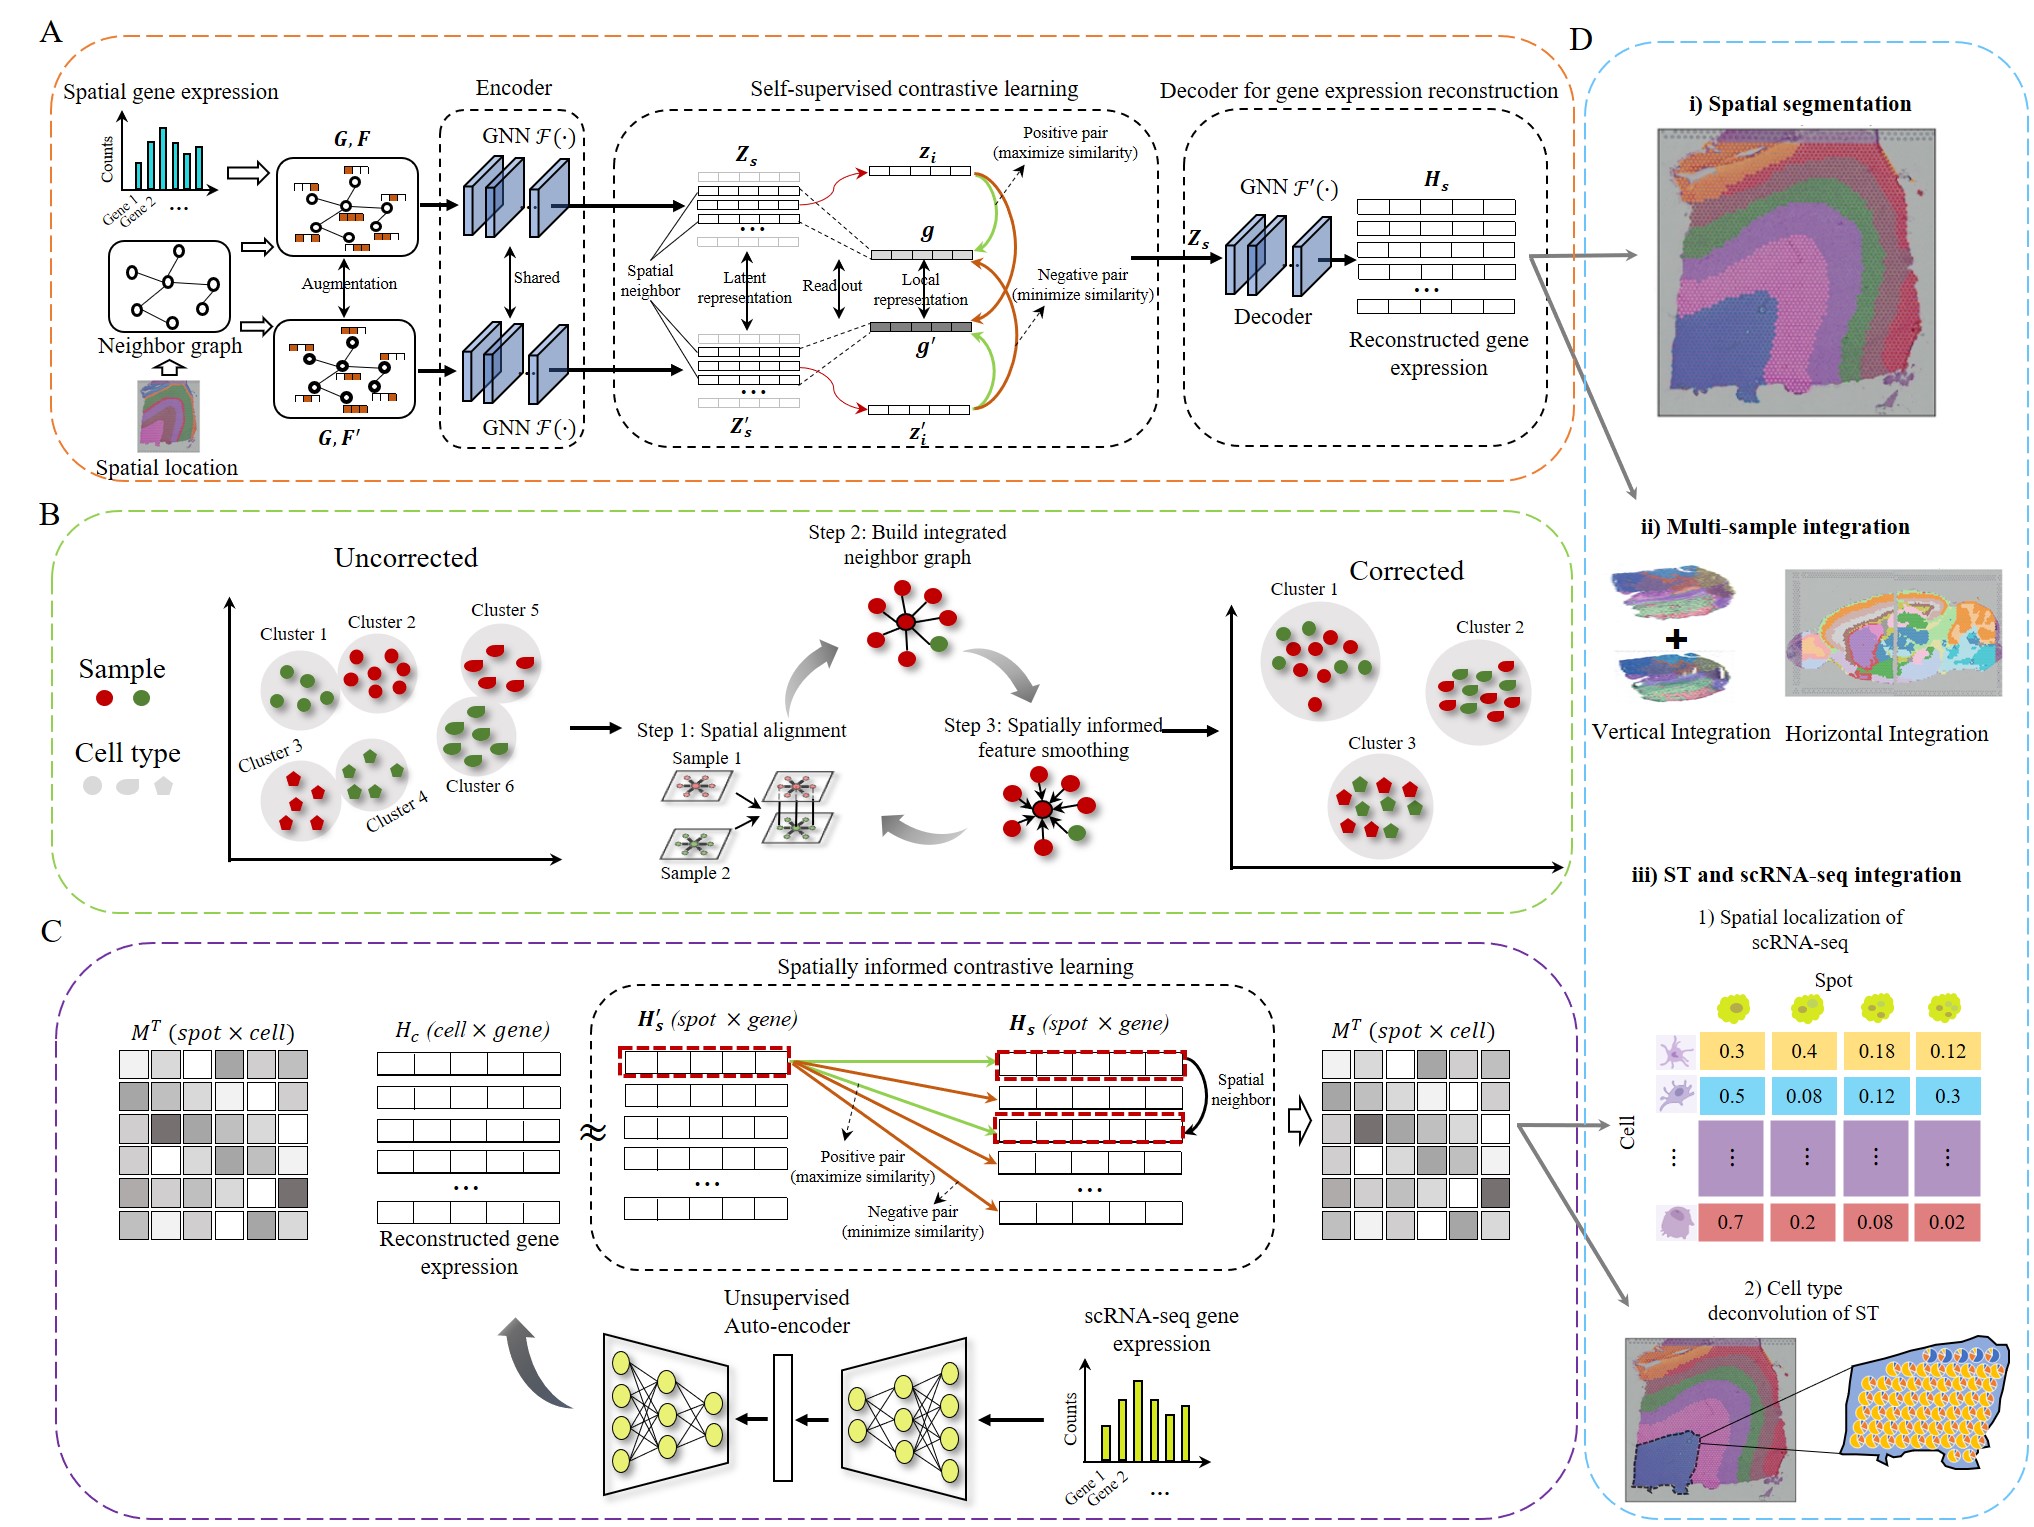 A
Spatial gene expression
Counts
Gene 1
Gene 2
...
Neighbor graph
Spatial location
G, F
Augmentation
G, F′
Encoder
GNN ℱ(·)
...
Shared
...
GNN ℱ(·)
Self-supervised contrastive learning
Z_s
...
Spatial
neighbor
Latent
representation
...
Z′_s
Read out
z_i
g
Local
representation
g′
z′_i
Positive pair
(maximize similarity)
Negative pair
(minimize similarity)
Decoder for gene expression reconstruction
Z_s
GNN ℱ′(·)
...
Decoder
H_s
...
Reconstructed gene
expression
B
Sample
Cell type
Uncorrected
Cluster 1
Cluster 2
Cluster 5
Cluster 3
Cluster 4
Cluster 6
Step 1: Spatial alignment
Sample 1
Sample 2
Step 2: Build integrated
neighbor graph
Step 3: Spatially informed
feature smoothing
Corrected
Cluster 1
Cluster 2
Cluster 3
C
M^T (spot × cell)
H_c (cell × gene)
...
Reconstructed gene
expression
≈
Spatially informed contrastive learning
H′_s (spot × gene)
...
H_s (spot × gene)
...
Spatial
neighbor
Positive pair
(maximize similarity)
Negative pair
(minimize similarity)
M^T (spot × cell)
Unsupervised
Auto-encoder
scRNA-seq gene
expression
Counts
Gene 1
Gene 2
...
D
i) Spatial segmentation
ii) Multi-sample integration
+
Vertical Integration
Horizontal Integration
iii) ST and scRNA-seq integration
1) Spatial localization of
scRNA-seq
Spot
Cell
0.3 0.4 0.18 0.12
0.5 0.08 0.12 0.3
⋮ ⋮ ⋮ ⋮ ⋮
0.7 0.2 0.08 0.02
2) Cell type
deconvolution of ST